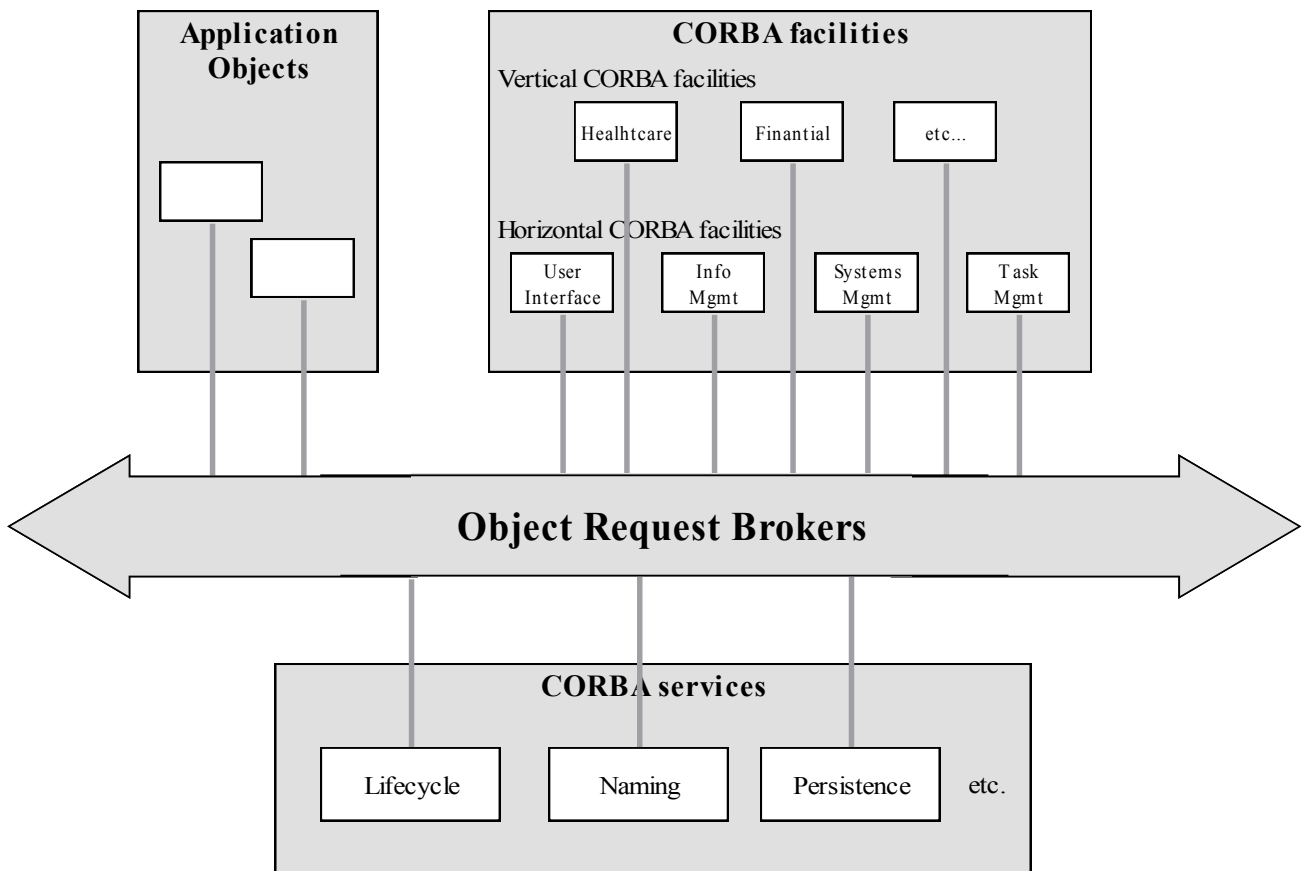 Application
Objects
CORBA facilities
Vertical CORBA facilities
Healhtcare
Finantial
etc...
Horizontal CORBA facilities
User
Interface
Info
Mgmt
Systems
Mgmt
Task
Mgmt
Object Request Brokers
CORBA services
Lifecycle
Naming
Persistence
etc.